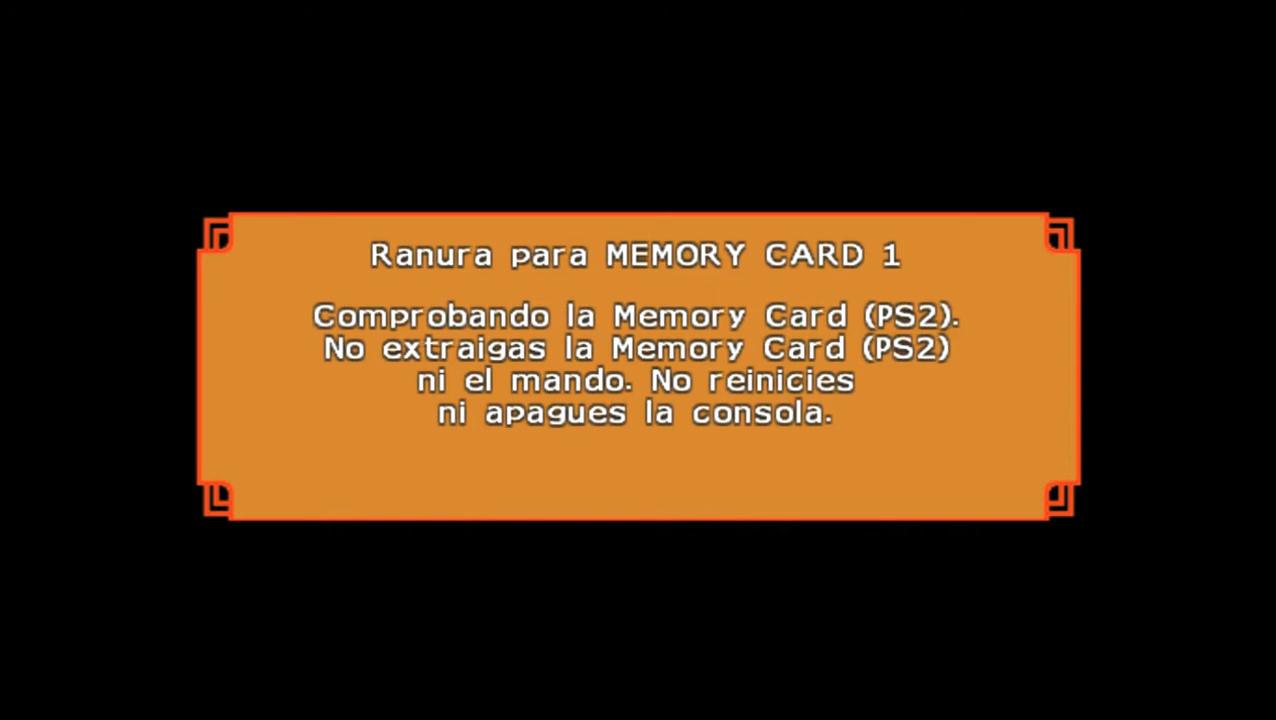 Ranura para MEMORY CARD 1
Comprobando la Memory Card (PS2).
No extraigas la Memory Card (PS2)
ni el mando. No reinicies
ni apagues la consola.